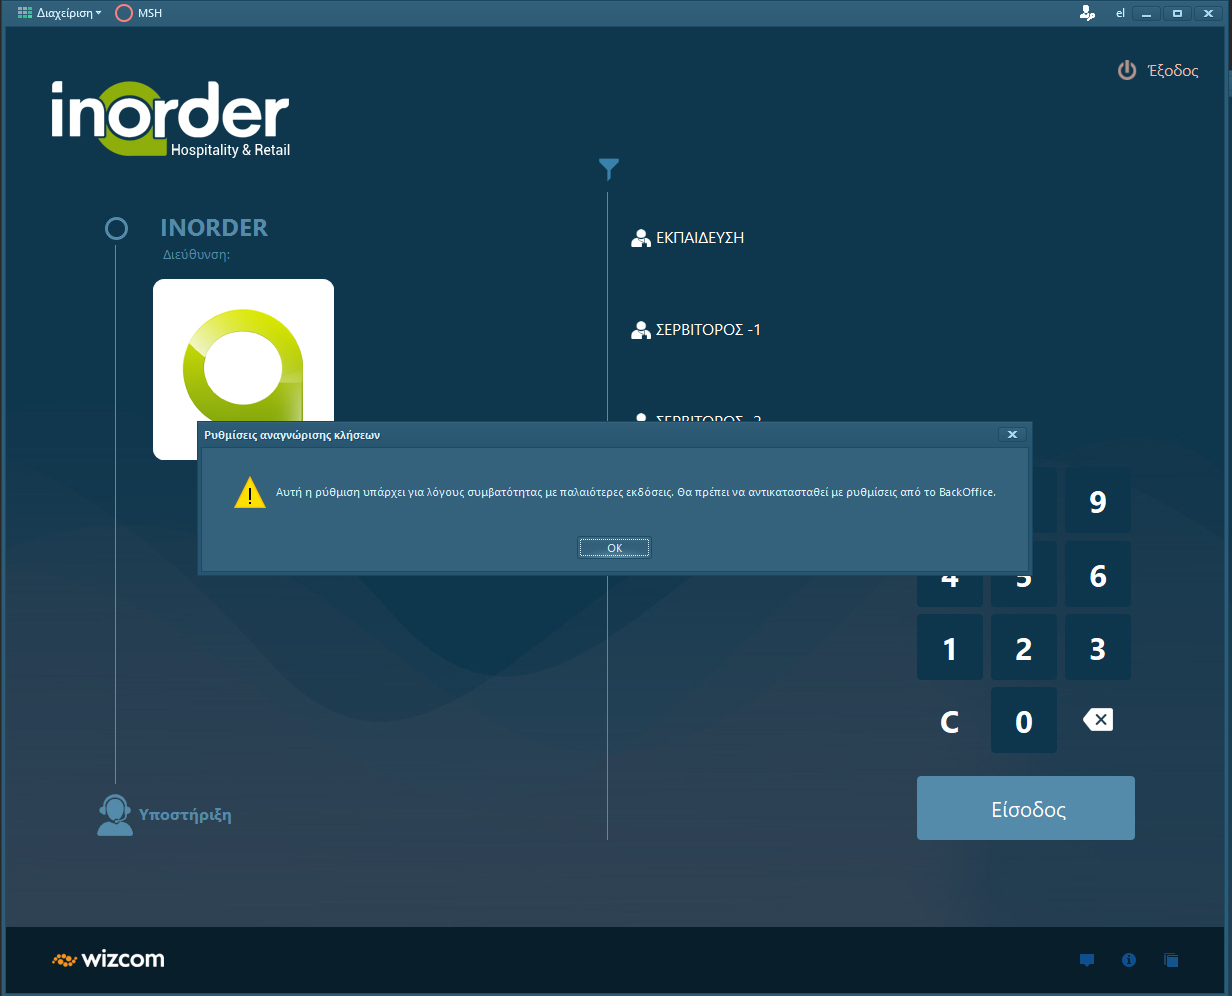 Διαχείριση
MSH
el
Έξοδος
inorder
Hospitality & Retail
INORDER
Διεύθυνση:
ΕΚΠΑΙΔΕΥΣΗ
ΣΕΡΒΙΤΟΡΟΣ -1
ΣΕΡΒΙΤΟΡΟΣ -2
Ρυθμίσεις αναγνώρισης κλήσεων
Αυτή η ρύθμιση υπάρχει για λόγους συμβατότητας με παλαιότερες εκδόσεις. Θα πρέπει να αντικατασταθεί με ρυθμίσεις από το BackOffice.
OK
9
4 5 6
1 2 3
C 0
Είσοδος
Υποστήριξη
wizcom